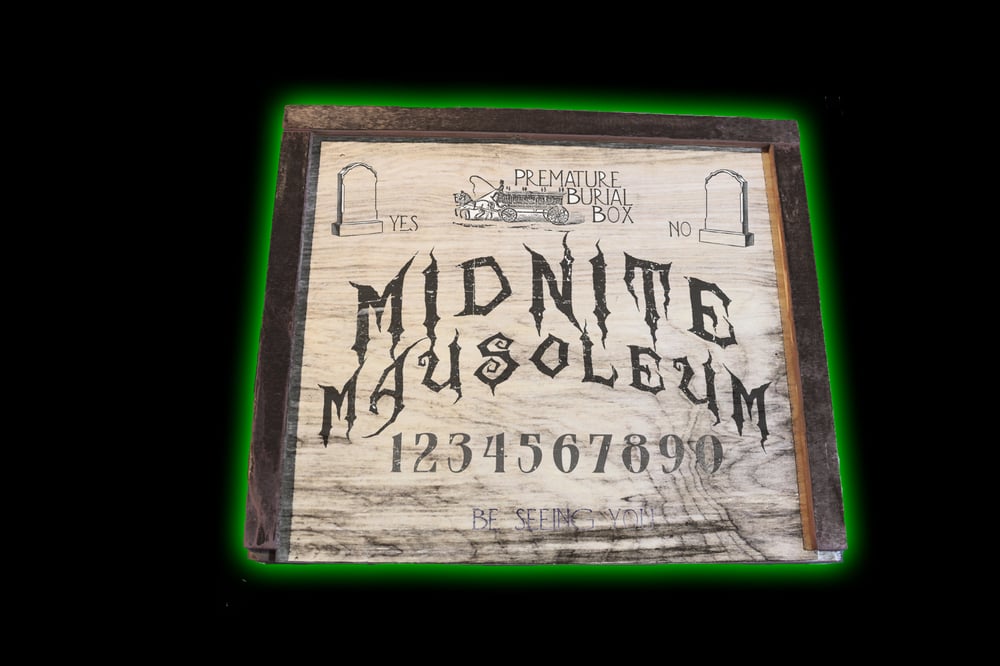 PREMATURE
BURIAL
BOX
YES
NO
MIDNITE
MAUSOLEUM
1234567890
BE SEEING YOU